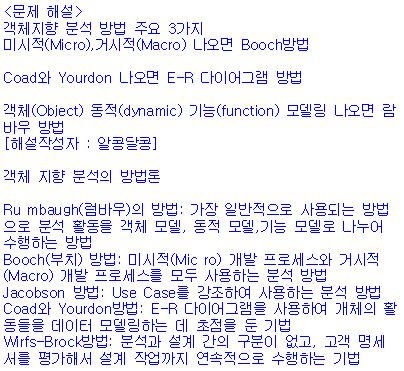 <문제 해설>
객체지향 분석 방법 주요 3가지
미시적(Micro),거시적(Macro) 나오면 Booch방법
Coad와 Yourdon 나오면 E-R 다이어그램 방법
객체(Object) 동적(dynamic) 기능(function) 모델링 나오면 람
바우 방법
[해설작성자 : 알콩달콩]
객체 지향 분석의 방법론
Ru mbaugh(럼바우)의 방법: 가장 일반적으로 사용되는 방법
으로 분석 활동을 객체 모델, 동적 모델,기능 모델로 나누어
수행하는 방법
Booch(부치) 방법: 미시적(Mic ro) 개발 프로세스와 거시적
(Macro) 개발 프로세스를 모두 사용하는 분석 방법
Jacobson 방법: Use Case를 강조하여 사용하는 분석 방법
Coad와 Yourdon방법: E-R 다이어그램을 사용하여 개체의 활
동들을 데이터 모델링하는 데 초점을 둔 기법
Wirfs-Brock방법: 분석과 설계 간의 구분이 없고, 고객 명세
서를 평가해서 설계 작업까지 연속적으로 수행하는 기법